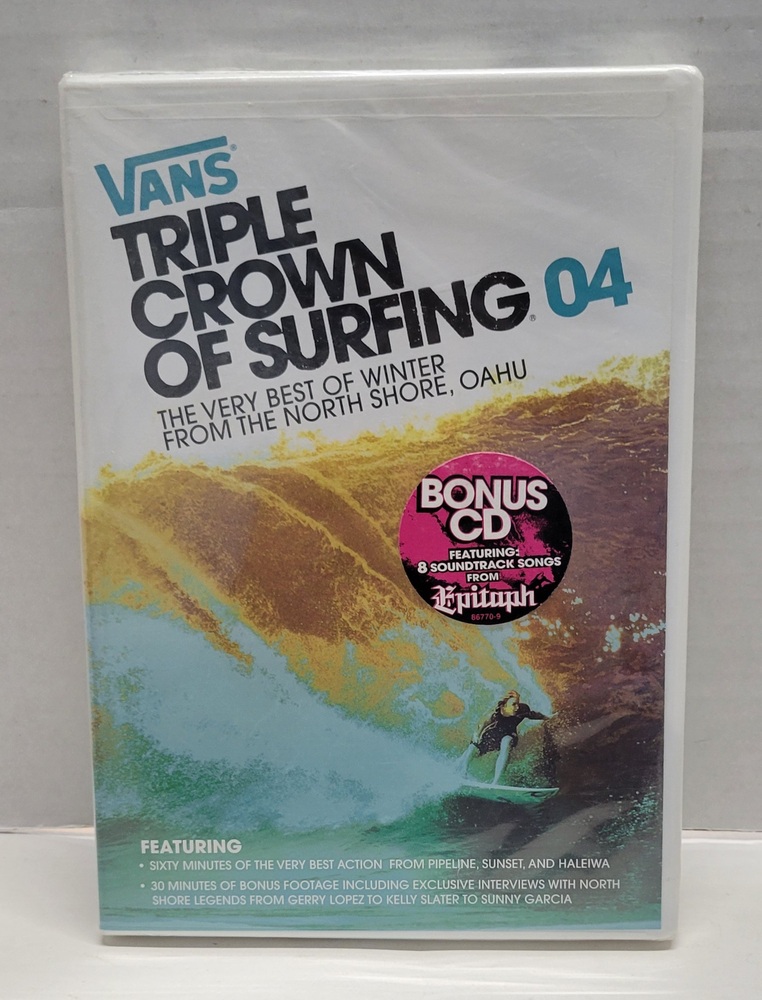 VANS®
TRIPLE
CROWN
OF SURFING® 04
THE VERY BEST OF WINTER
FROM THE NORTH SHORE, OAHU
BONUS
CD
FEATURING:
8 SOUNDTRACK SONGS
FROM
Epitaph
86770-9
FEATURING
• SIXTY MINUTES OF THE VERY BEST ACTION FROM PIPELINE, SUNSET, AND HALEIWA
• 30 MINUTES OF BONUS FOOTAGE INCLUDING EXCLUSIVE INTERVIEWS WITH NORTH
SHORE LEGENDS FROM GERRY LOPEZ TO KELLY SLATER TO SUNNY GARCIA